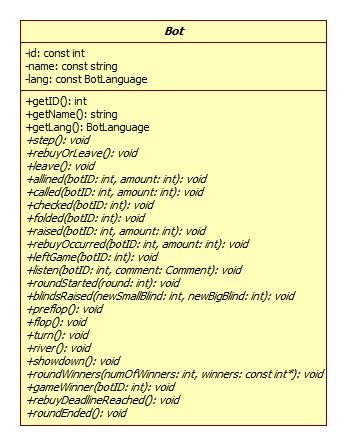 Bot
-id: const int
-name: const string
-lang: const BotLanguage
+getID(): int
+getName(): string
+getLang(): BotLanguage
+step(): void
+rebuyOrLeave(): void
+leave(): void
+allined(botID: int, amount: int): void
+called(botID: int, amount: int): void
+checked(botID: int): void
+folded(botID: int): void
+raised(botID: int, amount: int): void
+rebuyOccurred(botID: int, amount: int): void
+leftGame(botID: int): void
+listen(botID: int, comment: Comment): void
+roundStarted(round: int): void
+blindsRaised(newSmallBlind: int, newBigBlind: int): void
+preflop(): void
+flop(): void
+turn(): void
+river(): void
+showdown(): void
+roundWinners(numOfWinners: int, winners: const int*): void
+gameWinner(botID: int): void
+rebuyDeadlineReached(): void
+roundEnded(): void